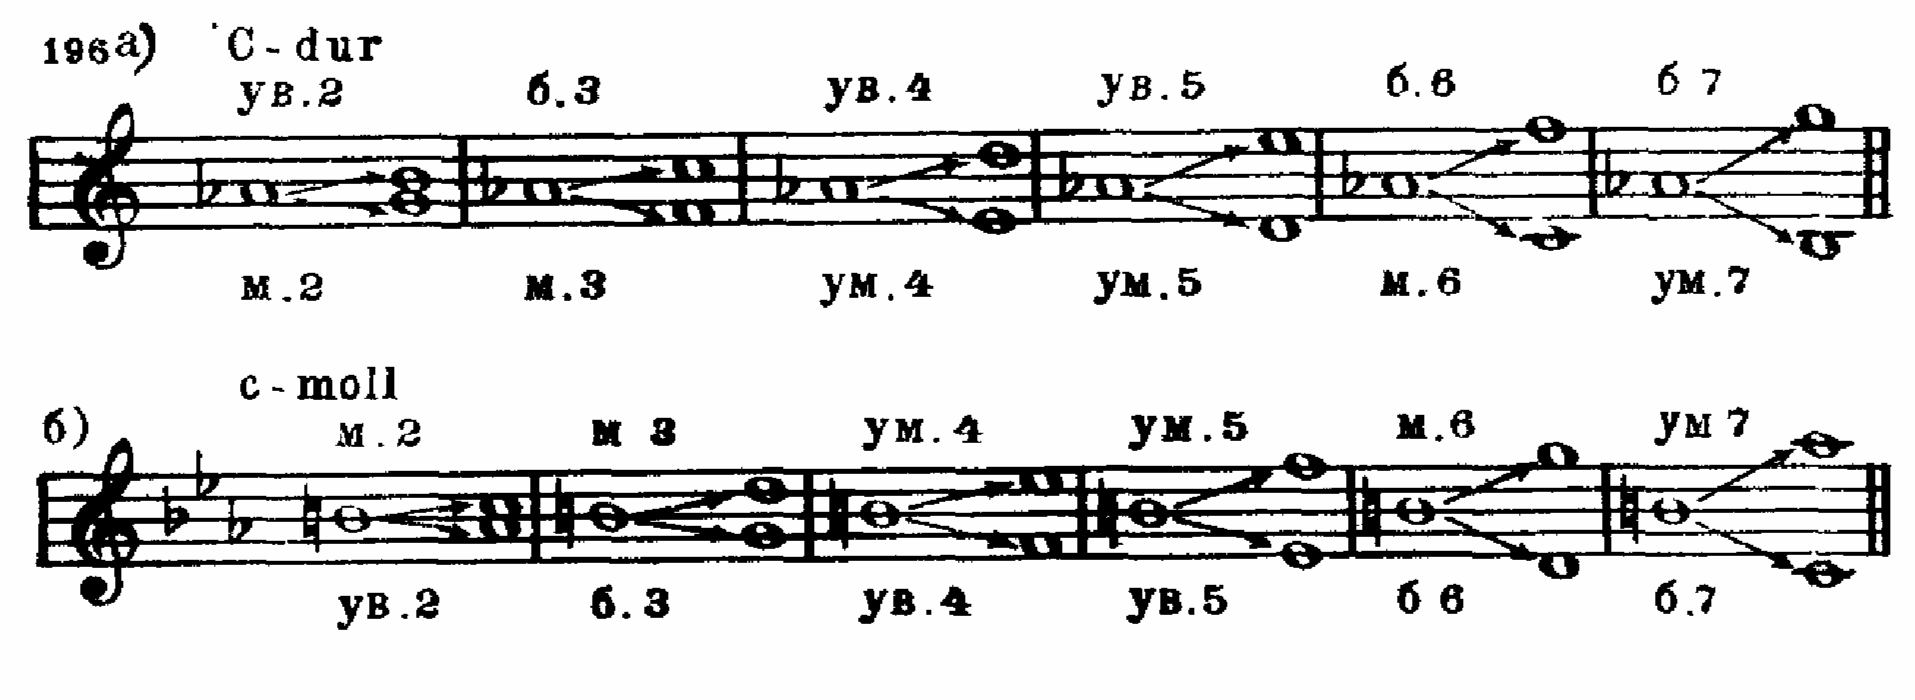 196а) C-dur
ув.2 б.3 ув.4 ув.5 б.6 б 7
м.2 м.3 ум.4 ум.5 м.6 ум.7
c-moll
б) м.2 м 3 ум.4 ум.5 м.6 ум 7
ув.2 б.3 ув.4 ув.5 б 6 б.7